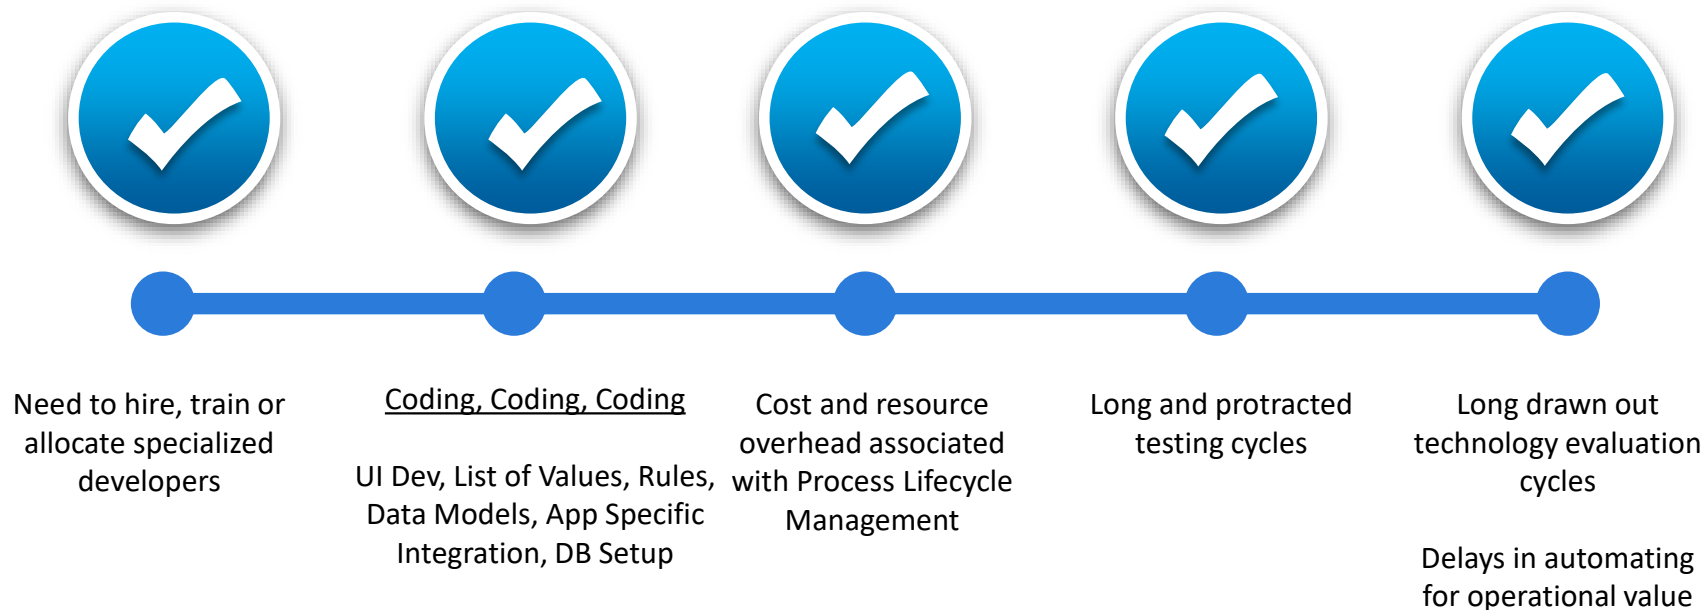 Need to hire, train or
allocate specialized
developers
Coding, Coding, Coding
UI Dev, List of Values, Rules,
Data Models, App Specific
Integration, DB Setup
Cost and resource
overhead associated
with Process Lifecycle
Management
Long and protracted
testing cycles
Long drawn out
technology evaluation
cycles
Delays in automating
for operational value